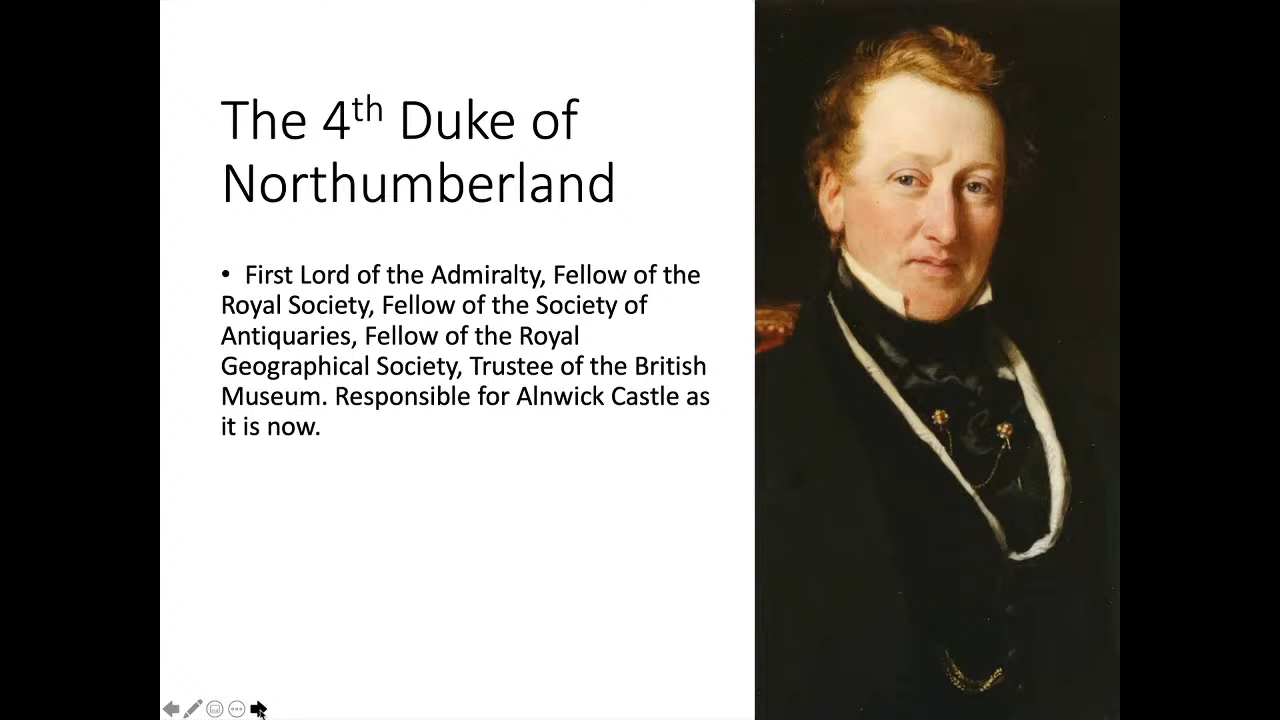 The 4th Duke of
Northumberland
• First Lord of the Admiralty, Fellow of the
Royal Society, Fellow of the Society of
Antiquaries, Fellow of the Royal
Geographical Society, Trustee of the British
Museum. Responsible for Alnwick Castle as
it is now.